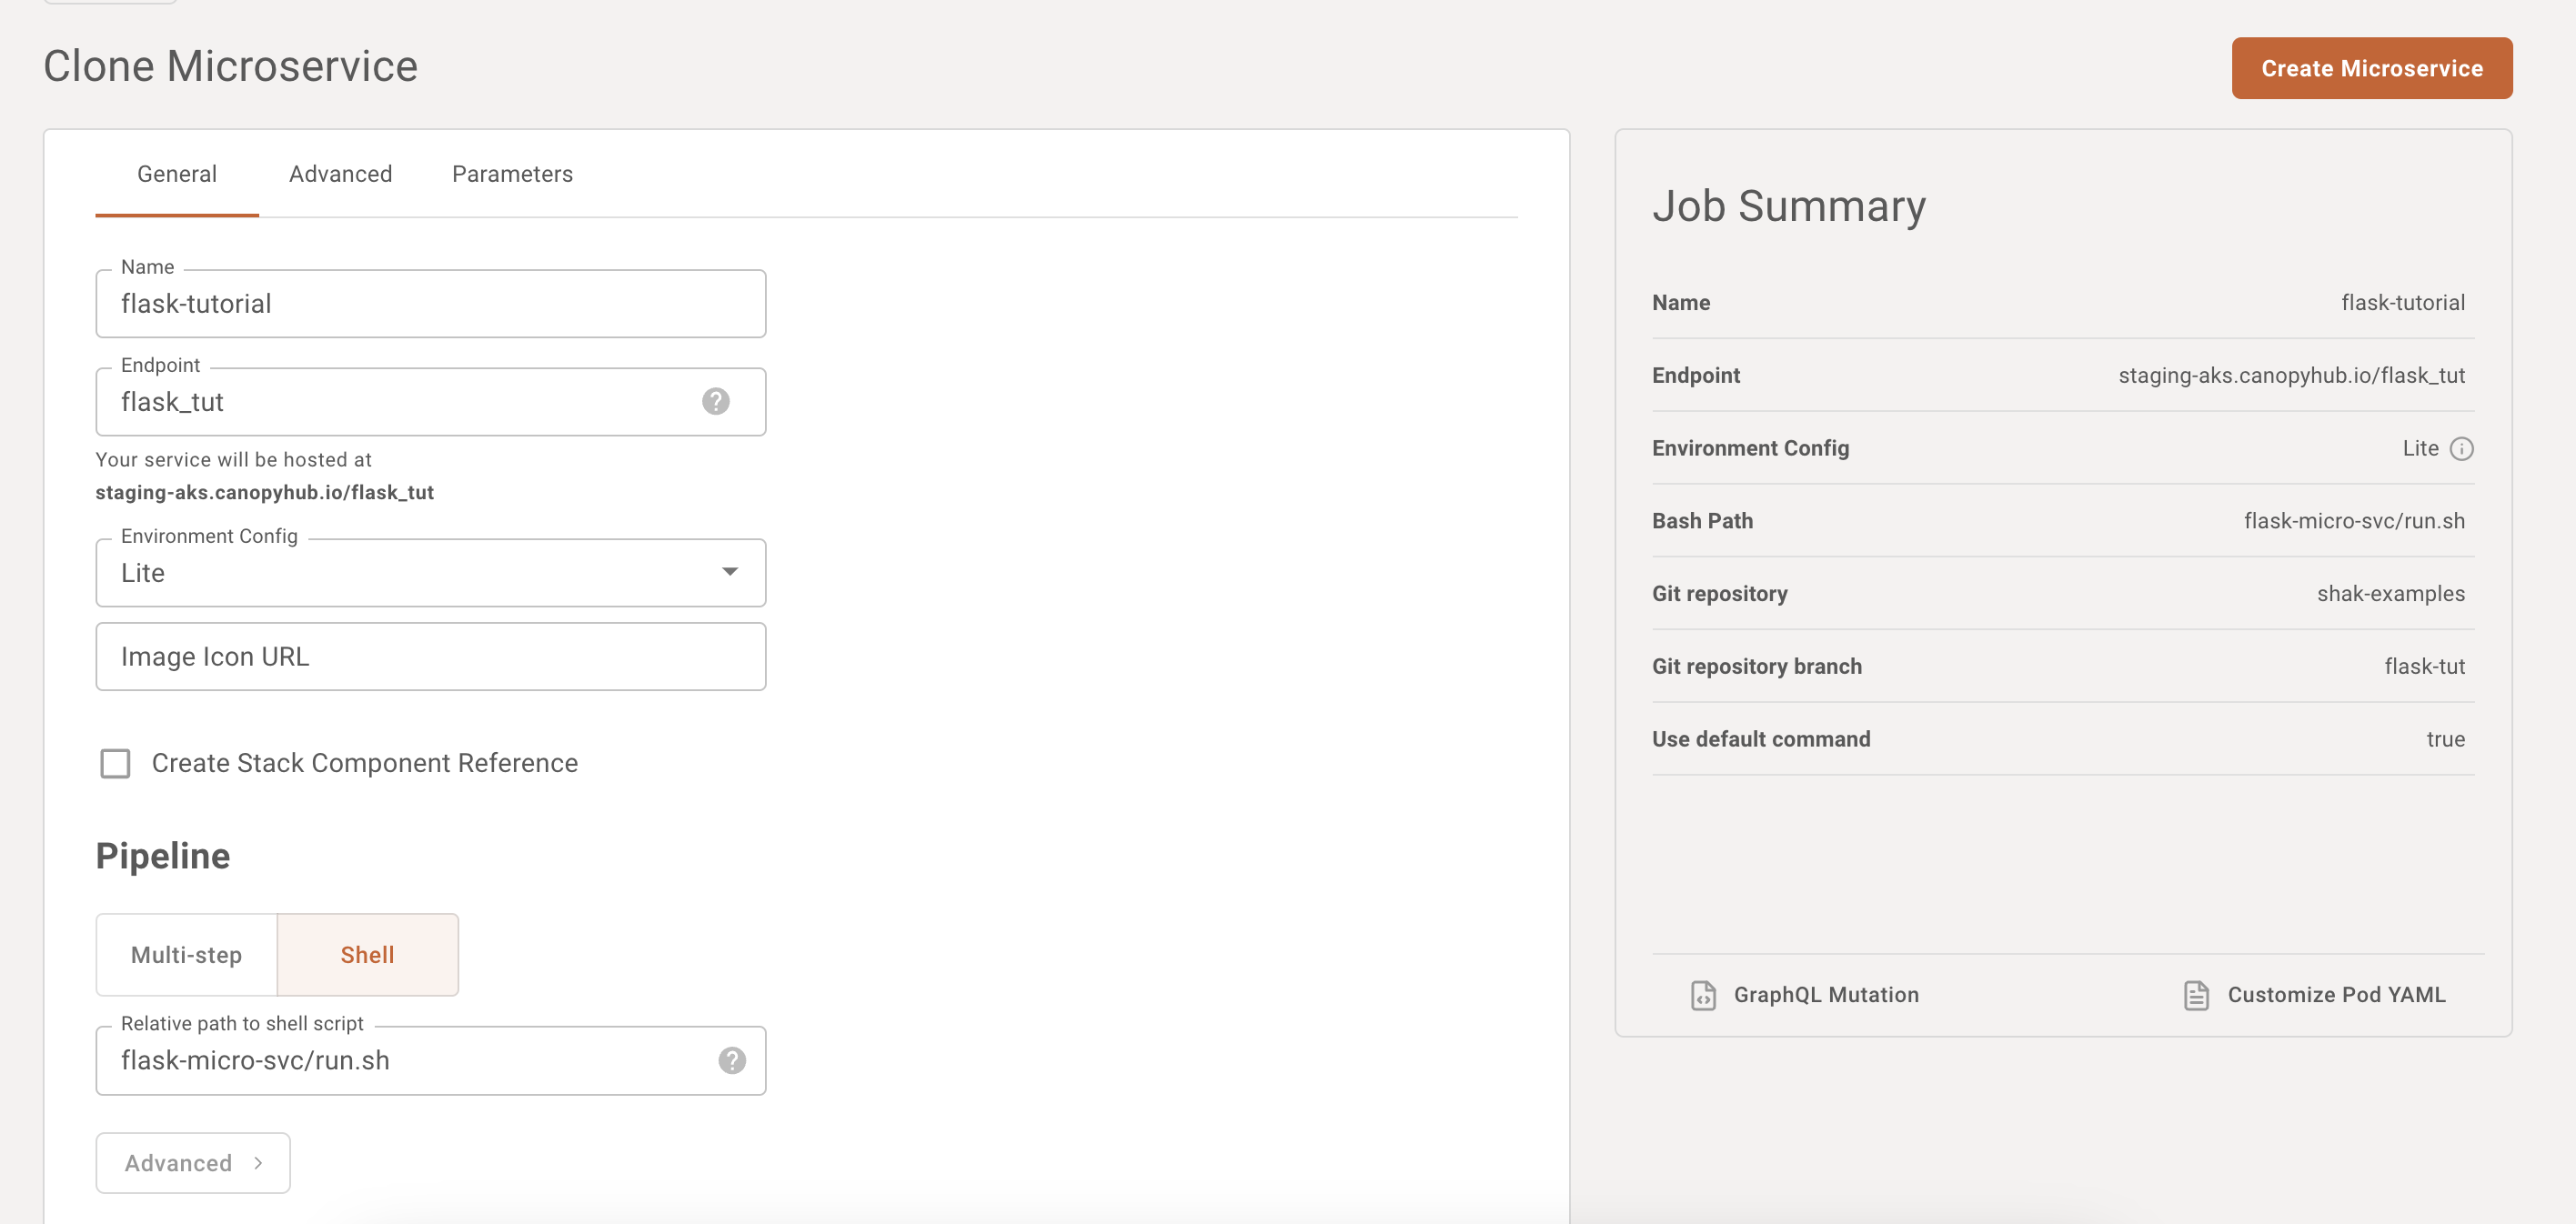 Clone Microservice
Create Microservice
General
Advanced
Parameters
Name
flask-tutorial
Endpoint
flask_tut
?
Your service will be hosted at
staging-aks.canopyhub.io/flask_tut
Environment Config
Lite
Image Icon URL
Create Stack Component Reference
Pipeline
Multi-step
Shell
Relative path to shell script
flask-micro-svc/run.sh
?
Advanced >
Job Summary
Name flask-tutorial
Endpoint staging-aks.canopyhub.io/flask_tut
Environment Config Lite
Bash Path flask-micro-svc/run.sh
Git repository shak-examples
Git repository branch flask-tut
Use default command true
GraphQL Mutation
Customize Pod YAML